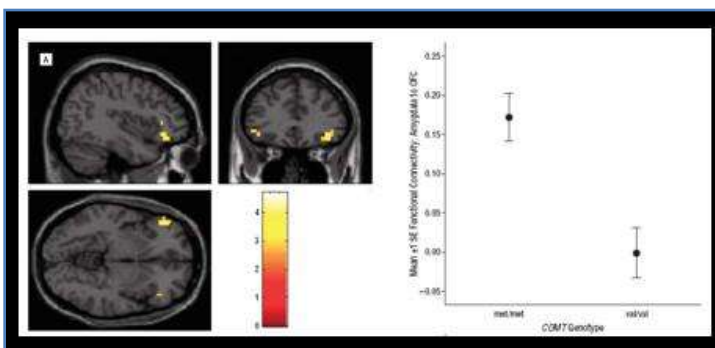 A
4
3
2
1
0
Mean ±1 SE Functional Connectivity: Amygdala to OFC
0.25
0.20
0.15
0.10
0.05
0.00
−0.05
met/met
val/val
COMT Genotype